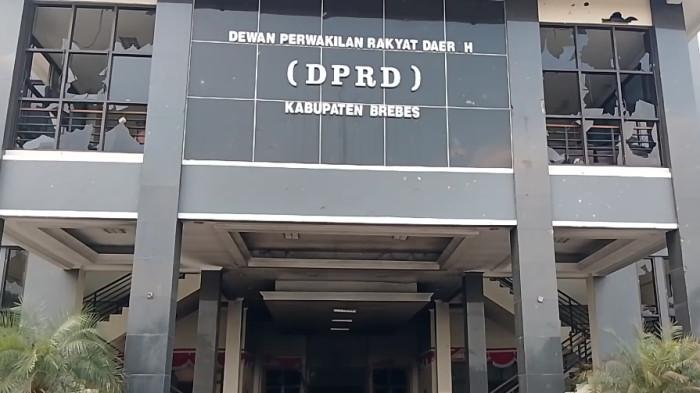 DEWAN PERWAKILAN RAKYAT DAER H
(DPRD)
KABUPATEN BREBES